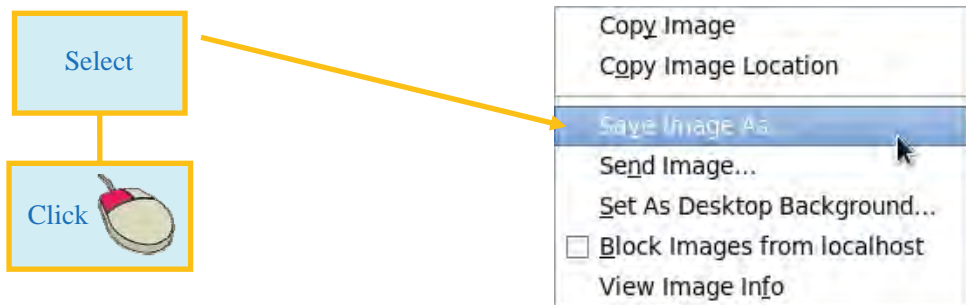 Select
Click
Copy Image
Copy Image Location
Save Image As
Send Image...
Set As Desktop Background...
Block Images from localhost
View Image Info